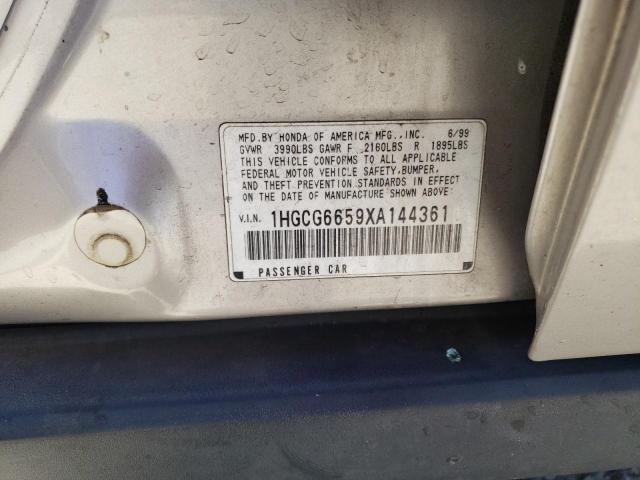 MFD.BY HONDA OF AMERICA MFG.,INC. 6/99
GVWR 3990LBS GAWR F 2160LBS R 1895LBS
THIS VEHICLE CONFORMS TO ALL APPLICABLE
FEDERAL MOTOR VEHICLE SAFETY, BUMPER,
AND THEFT PREVENTION STANDARDS IN EFFECT
ON THE DATE OF MANUFACTURE SHOWN ABOVE.
V.I.N. 1HGCG6659XA144361
PASSENGER CAR